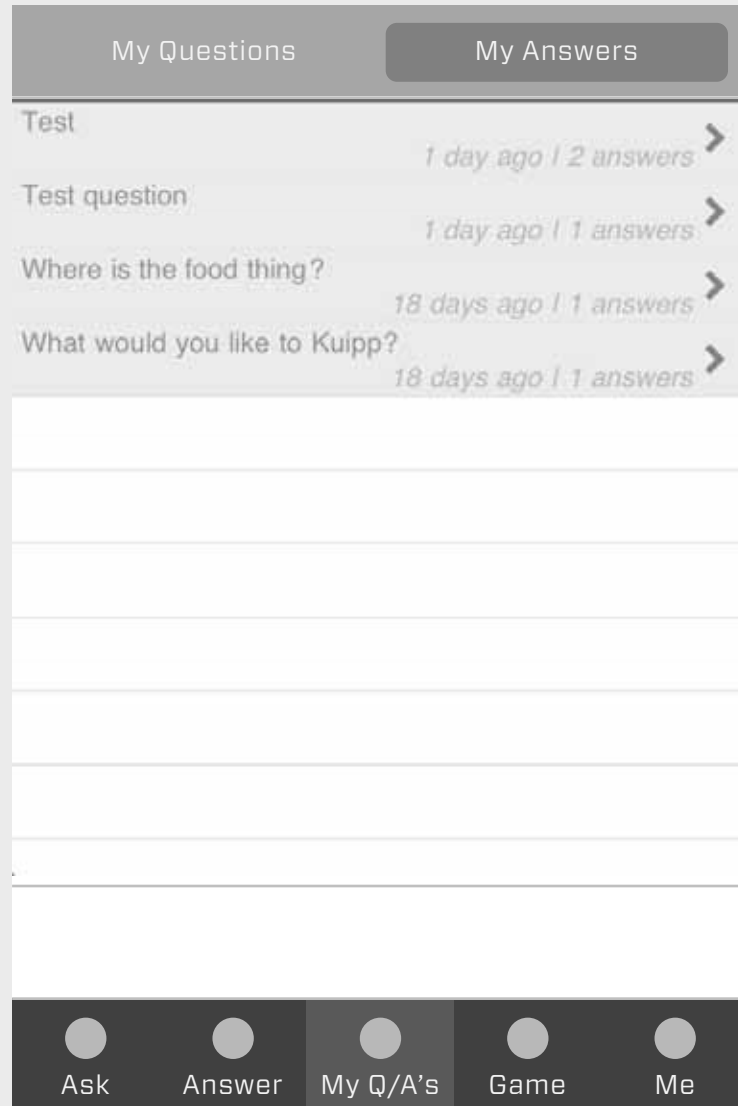 My Questions My Answers
Test
1 day ago | 2 answers
Test question
1 day ago | 1 answers
Where is the food thing?
18 days ago | 1 answers
What would you like to Kuipp?
18 days ago | 1 answers
Ask Answer My Q/A’s Game Me